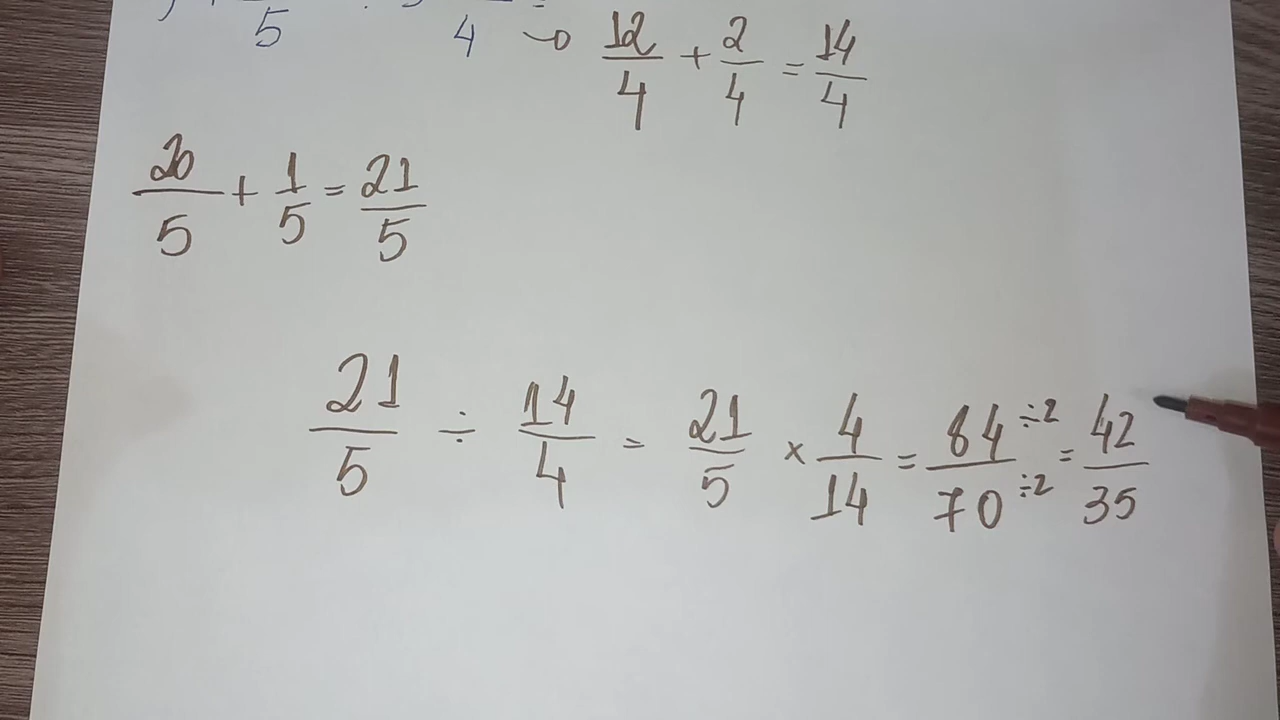 5 4 → 12/4 + 2/4 = 14/4
20/5 + 1/5 = 21/5
21/5 ÷ 14/4 = 21/5 × 4/14 = 84÷2/70÷2 = 42/35